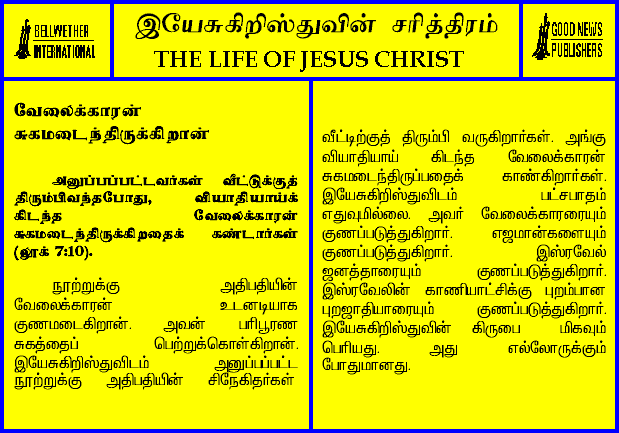 BELLWETHER
INTERNATIONAL
இயேசுகிறிஸ்துவின் சரித்திரம்
THE LIFE OF JESUS CHRIST
GOOD NEWS
PUBLISHERS
வேலைக்காரன்
சுகமடைந்திருக்கிறான்
அனுப்பப்பட்டவர்கள் வீட்டுக்குத்
திரும்பிவந்தபோது, வியாதியாய்க்
கிடந்த வேலைக்காரன்
சுகமடைந்திருக்கிறதைக் கண்டார்கள்
(லூக் 7:10).
நூற்றுக்கு அதிபதியின்
வேலைக்காரன் உடனடியாக
குணமடைகிறான். அவன் பரிபூரண
சுகத்தைப் பெற்றுக்கொள்கிறான்.
இயேசுகிறிஸ்துவிடம் அனுப்பப்பட்ட
நூற்றுக்கு அதிபதியின் சிநேகிதர்கள்
வீட்டிற்குத் திரும்பி வருகிறார்கள். அங்கு
வியாதியாய் கிடந்த வேலைக்காரன்
சுகமடைந்திருப்பதைக் காண்கிறார்கள்.
இயேசுகிறிஸ்துவிடம் பட்சபாதம்
எதுவுமில்லை. அவர் வேலைக்காரரையும்
குணப்படுத்துகிறார். எஜமான்களையும்
குணப்படுத்துகிறார். இஸ்ரவேல்
ஜனத்தாரையும் குணப்படுத்துகிறார்.
இஸ்ரவேலின் காணியாட்சிக்கு புறம்பான
புறஜாதியாரையும் குணப்படுத்துகிறார்.
இயேசுகிறிஸ்துவின் கிருபை மிகவும்
பெரியது. அது எல்லோருக்கும்
போதுமானது.